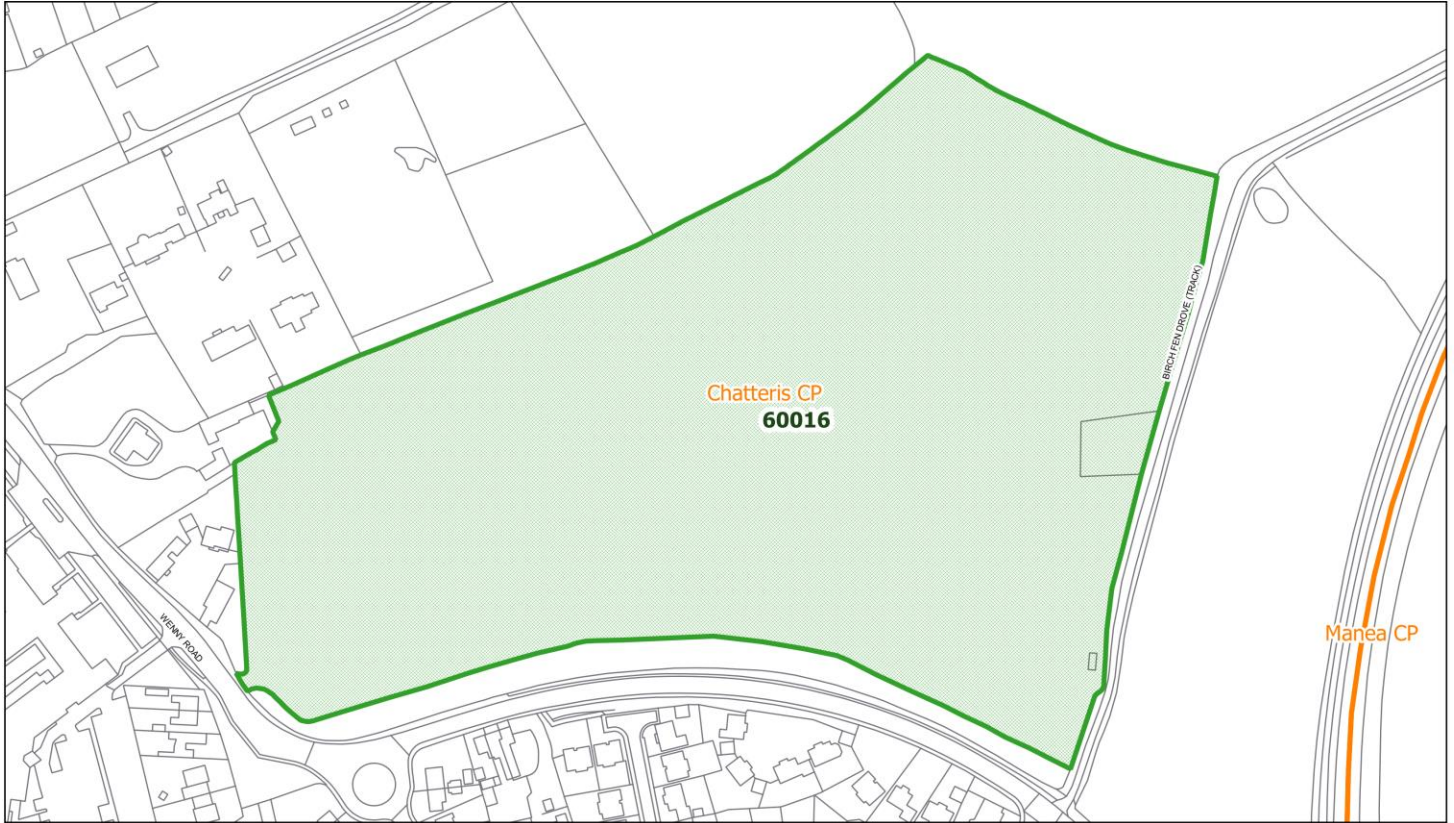 BIRCH FEN DROVE (TRACK)
Chatteris CP
60016
WENNY ROAD
Manea CP